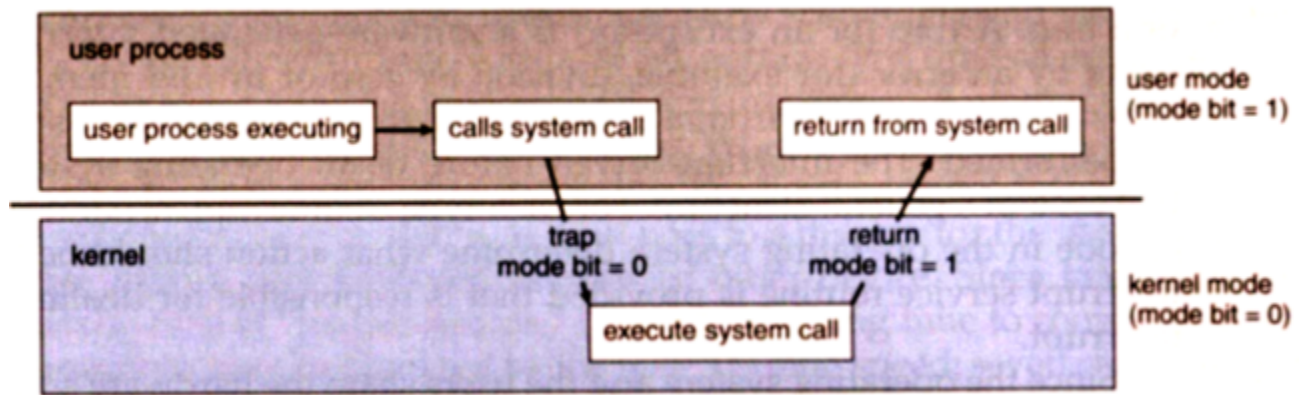 user process
user process executing
calls system call
return from system call
user mode
(mode bit = 1)
kernel
trap
mode bit = 0
return
mode bit = 1
execute system call
kernel mode
(mode bit = 0)